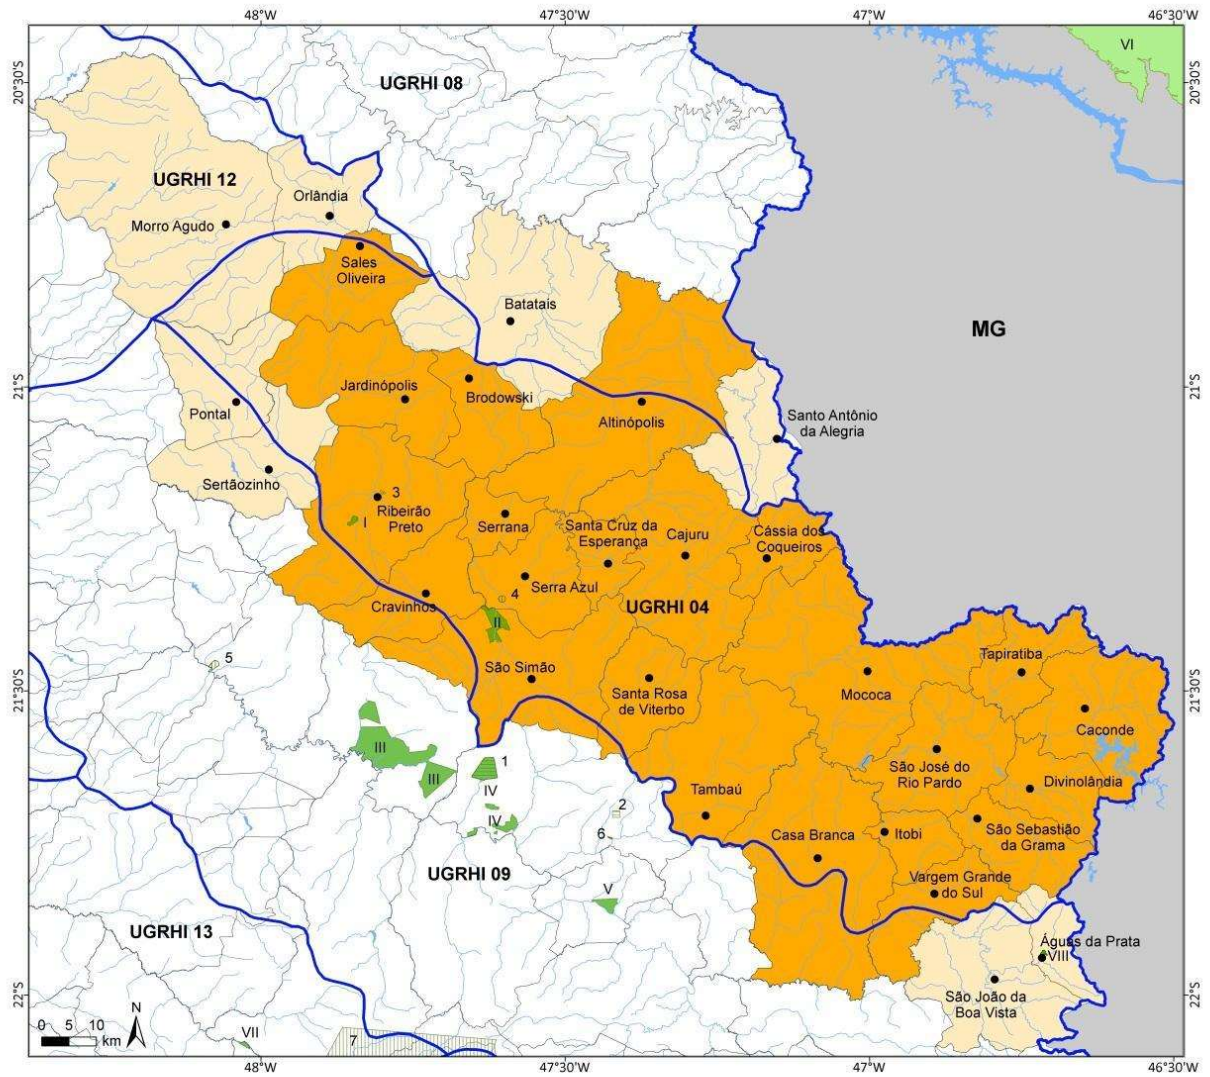 48°W
47°30'W
47°W
46°30'W
20°30'S
20°30'S
VI
UGRHI 08
UGRHI 12
Orlândia
Morro Agudo
Sales
Oliveira
Batatais
MG
21°S
21°S
Jardinópolis
Brodowski
Pontal
Altinópolis
Santo Antônio
da Alegria
Sertãozinho
3
Ribeirão
Preto
I
Serrana
Santa Cruz da
Esperança
Cajuru
Cássia dos
Coqueiros
Serra Azul
4
Cravinhos
UGRHI 04
II
5
São Simão
Santa Rosa
de Viterbo
Mococa
Tapiratiba
21°30'S
21°30'S
Caconde
III
III
1
IV
São José do
Rio Pardo
Divinolândia
Tambaú
2
IV
6
Casa Branca
Itobi
São Sebastião
da Grama
UGRHI 09
V
Vargem Grande
do Sul
UGRHI 13
Águas da Prata
VIII
22°S
22°S
São João da
Boa Vista
N
0 5 10
km
VII
7
48°W
47°30'W
47°W
46°30'W